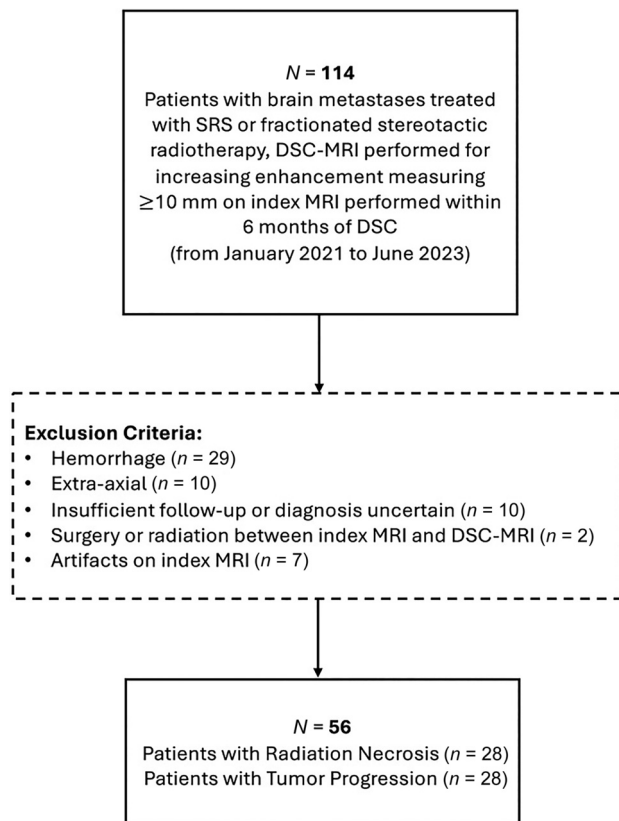 N = 114
Patients with brain metastases treated
with SRS or fractionated stereotactic
radiotherapy, DSC-MRI performed for
increasing enhancement measuring
≥10 mm on index MRI performed within
6 months of DSC
(from January 2021 to June 2023)
Exclusion Criteria:
• Hemorrhage (n = 29)
• Extra-axial (n = 10)
• Insufficient follow-up or diagnosis uncertain (n = 10)
• Surgery or radiation between index MRI and DSC-MRI (n = 2)
• Artifacts on index MRI (n = 7)
N = 56
Patients with Radiation Necrosis (n = 28)
Patients with Tumor Progression (n = 28)